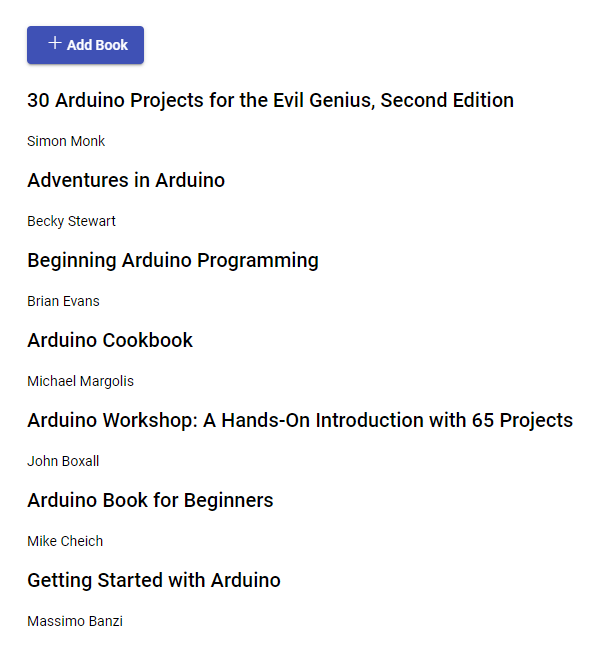 + Add Book
30 Arduino Projects for the Evil Genius, Second Edition
Simon Monk
Adventures in Arduino
Becky Stewart
Beginning Arduino Programming
Brian Evans
Arduino Cookbook
Michael Margolis
Arduino Workshop: A Hands-On Introduction with 65 Projects
John Boxall
Arduino Book for Beginners
Mike Cheich
Getting Started with Arduino
Massimo Banzi